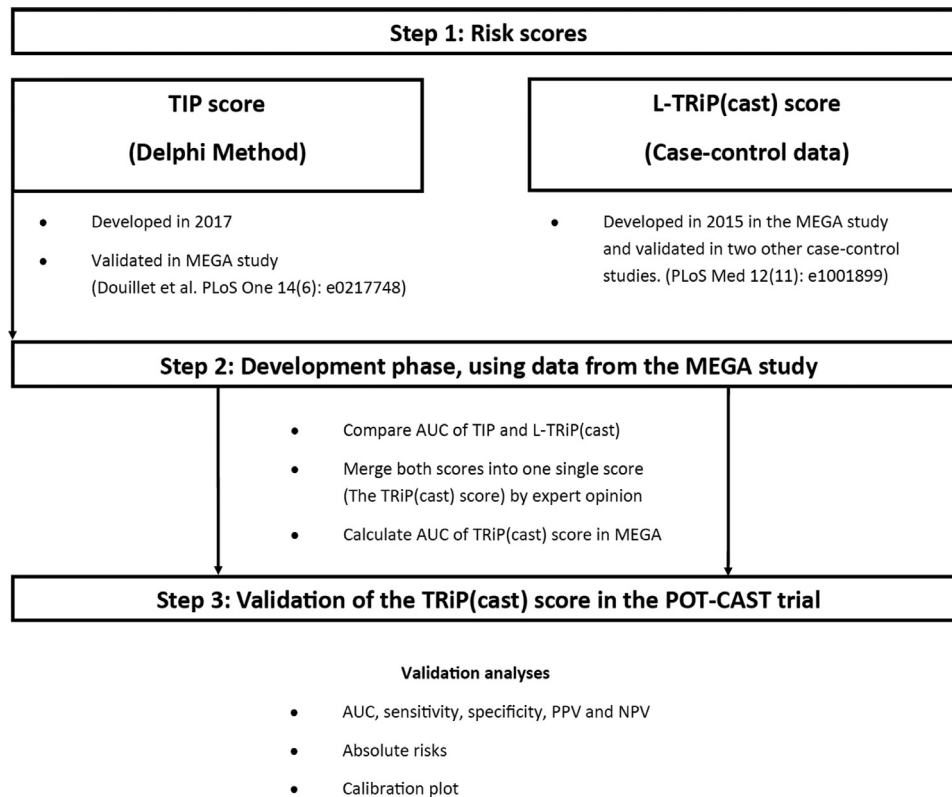 Step 1: Risk scores
TIP score
(Delphi Method)
L-TRiP(cast) score
(Case-control data)
• Developed in 2017
• Validated in MEGA study
(Douillet et al. PLoS One 14(6): e0217748)
• Developed in 2015 in the MEGA study
and validated in two other case-control
studies. (PLoS Med 12(11): e1001899)
Step 2: Development phase, using data from the MEGA study
• Compare AUC of TIP and L-TRiP(cast)
• Merge both scores into one single score
(The TRiP(cast) score) by expert opinion
• Calculate AUC of TRiP(cast) score in MEGA
Step 3: Validation of the TRiP(cast) score in the POT-CAST trial
Validation analyses
• AUC, sensitivity, specificity, PPV and NPV
• Absolute risks
• Calibration plot